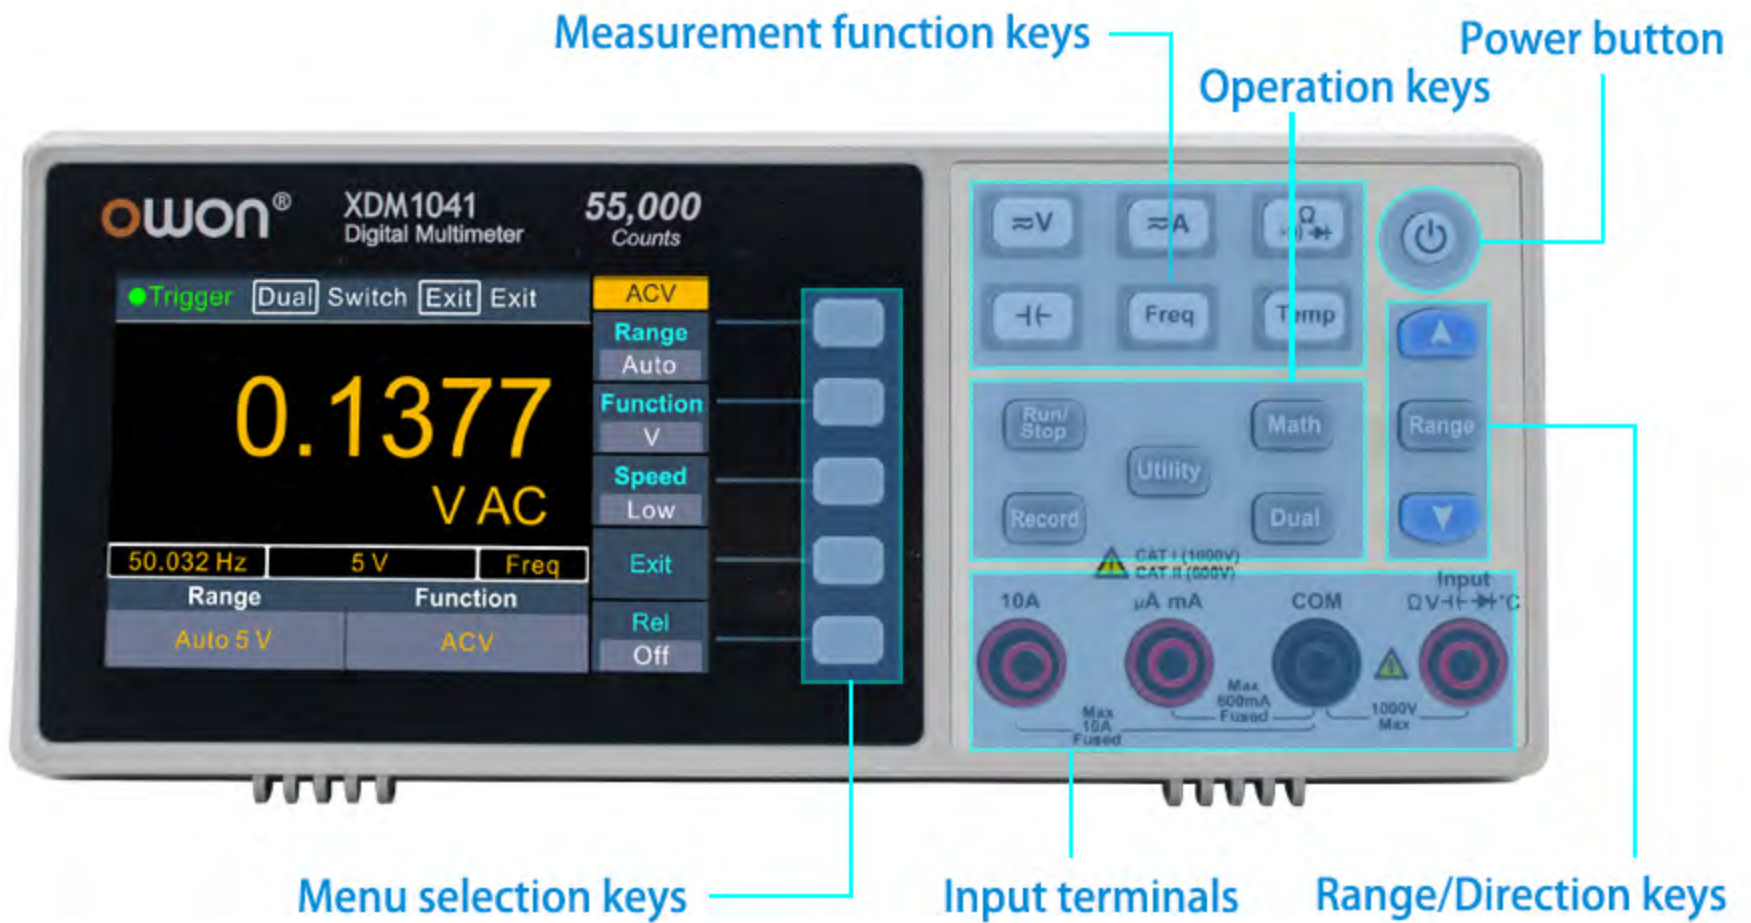 Measurement function keys
Power button
Operation keys
owon®
XDM1041
Digital Multimeter
55,000
Counts
Trigger Dual Switch Exit Exit
0.1377
V AC
50.032 Hz 5 V Freq
Range Function
Auto 5 V ACV
ACV
Range
Auto
Function
V
Speed
Low
Exit
Rel
Off
≂V ≂A Ω
Freq Temp
Run/
Stop
Math
Utility
Record
Dual
Range
CAT I (1000V)
CAT II (600V)
10A μA mA COM
Input
ΩV °C
Max
10A
Fused
Max
600mA
Fused
1000V
Max
Menu selection keys
Input terminals
Range/Direction keys